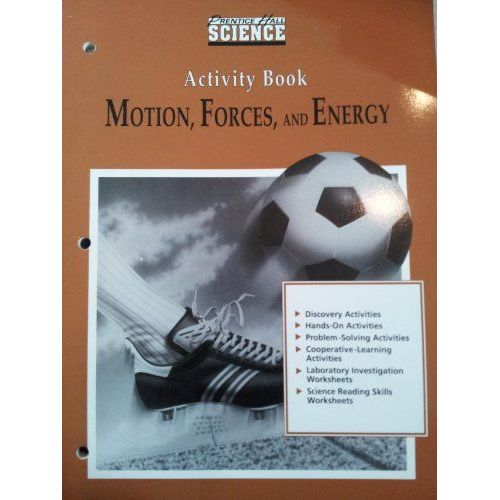 PRENTICE HALL
SCIENCE
Activity Book
MOTION, FORCES, AND ENERGY
▶ Discovery Activities
▶ Hands-On Activities
▶ Problem-Solving Activities
▶ Cooperative-Learning
Activities
▶ Laboratory Investigation
Worksheets
▶ Science Reading Skills
Worksheets